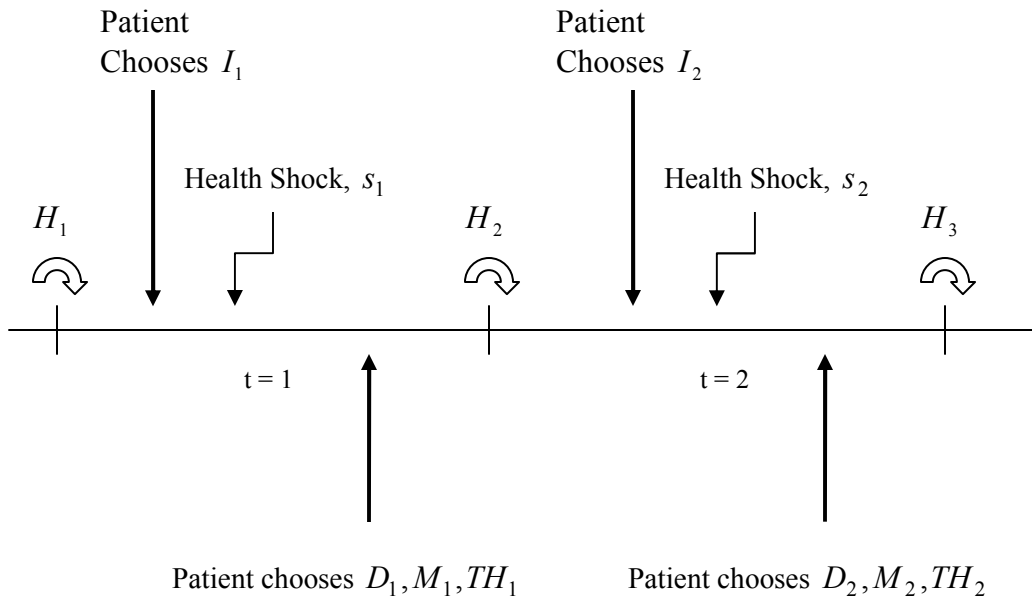 Patient
Chooses I₁
Patient
Chooses I₂
Health Shock, s₁
Health Shock, s₂
H₁
H₂
H₃
t = 1
t = 2
Patient chooses D₁, M₁, TH₁
Patient chooses D₂, M₂, TH₂